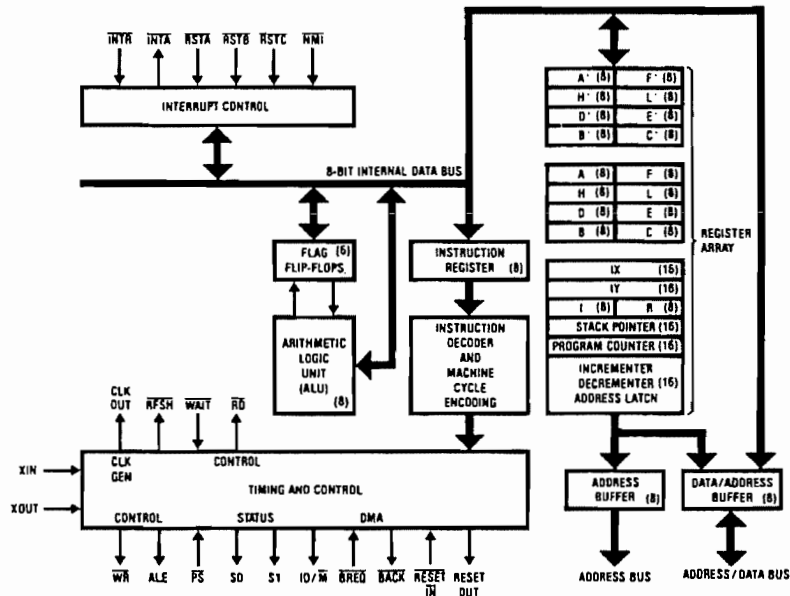 INTR INTA RSTA RSTB RSTC NMI
INTERRUPT CONTROL
8-BIT INTERNAL DATA BUS
A' (8) F' (8)
H' (8) L' (8)
D' (8) E' (8)
B' (8) C' (8)
A (8) F (8)
H (8) L (8)
D (8) E (8)
B (8) C (8)
IX (16)
IY (16)
I (8) R (8)
STACK POINTER (16)
PROGRAM COUNTER (16)
INCREMENTER
DECREMENTER (16)
ADDRESS LATCH
REGISTER
ARRAY
FLAG (6)
FLIP-FLOPS
INSTRUCTION
REGISTER (8)
ARITHMETIC
LOGIC
UNIT
(ALU)
(8)
INSTRUCTION
DECODER
AND
MACHINE
CYCLE
ENCODING
CLK
OUT
RFSH WAIT RD
XIN
XOUT
CLK
GEN
CONTROL
TIMING AND CONTROL
CONTROL STATUS DMA
WR ALE PS S0 S1 IO/M BREQ BACK RESET
IN
RESET
OUT
ADDRESS
BUFFER (8)
DATA/ADDRESS
BUFFER (8)
ADDRESS BUS
ADDRESS/DATA BUS